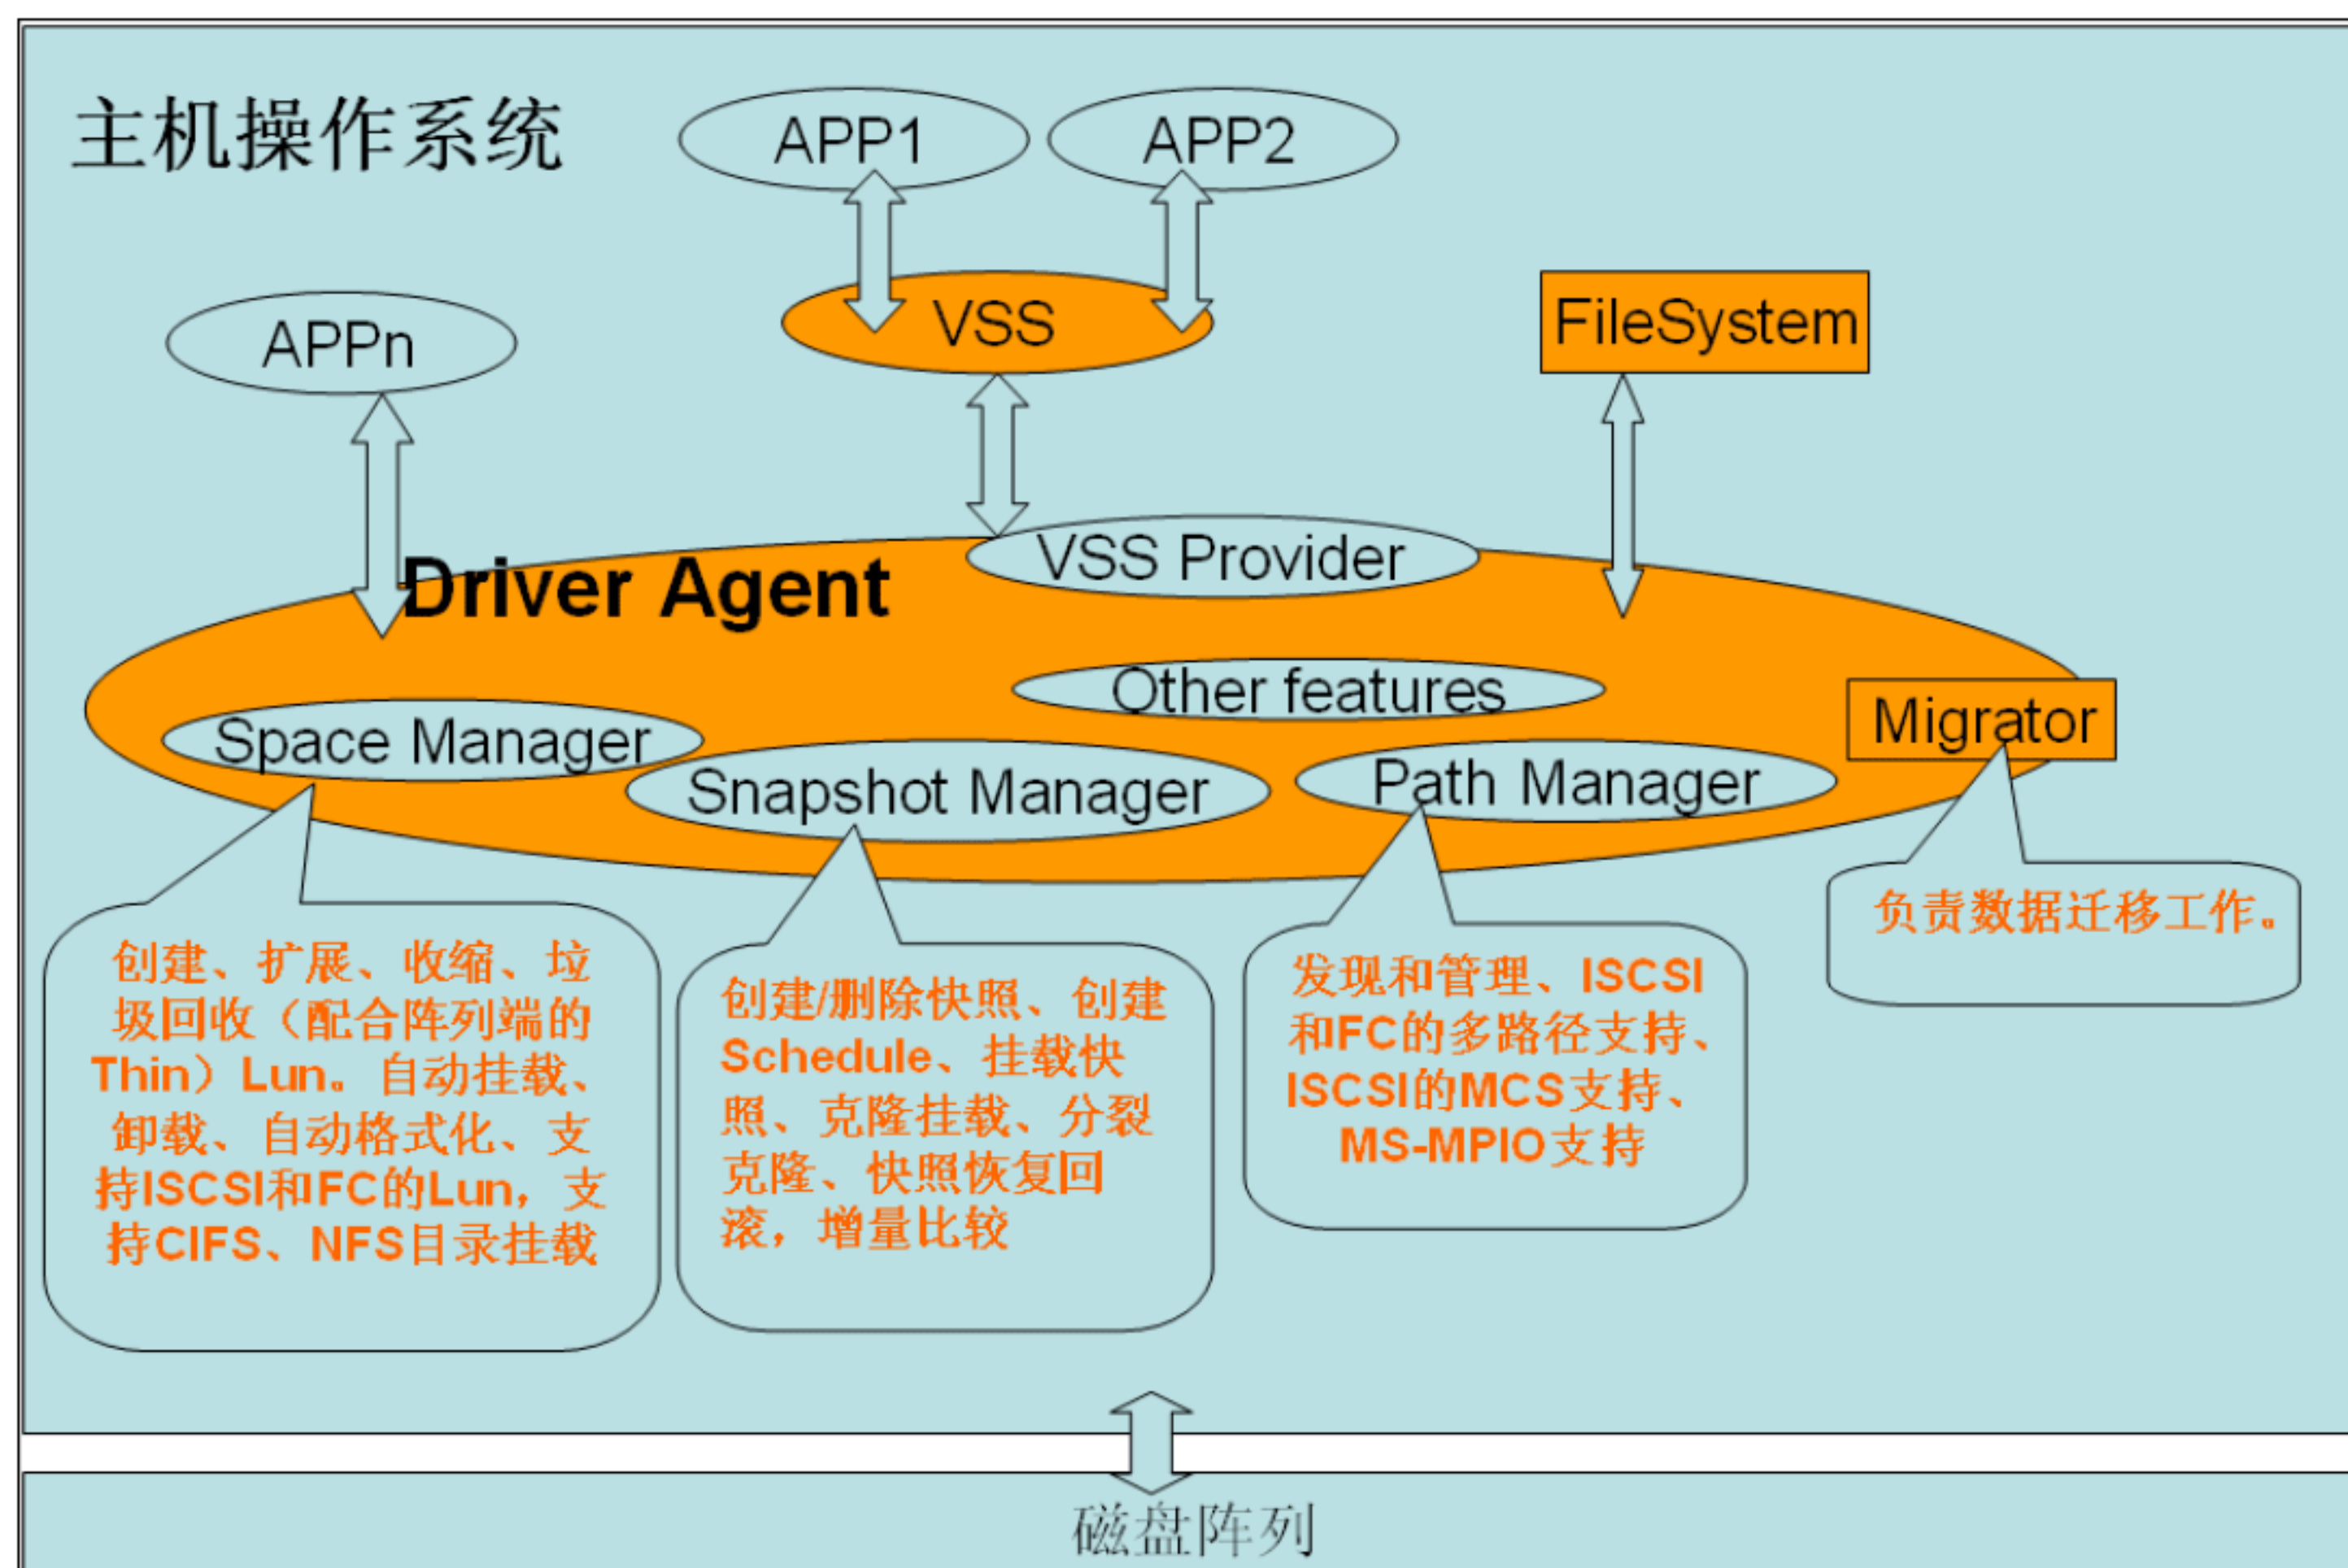 主机操作系统
APP1
APP2
APPn
VSS
FileSystem
Driver Agent
VSS Provider
Other features
Space Manager
Snapshot Manager
Path Manager
Migrator
创建、扩展、收缩、垃
圾回收（配合阵列端的
Thin）Lun。自动挂载、
卸载、自动格式化、支
持ISCSI和FC的Lun，支
持CIFS、NFS目录挂载
创建/删除快照、创建
Schedule、挂载快
照、克隆挂载、分裂
克隆、快照恢复回
滚，增量比较
发现和管理、ISCSI
和FC的多路径支持、
ISCSI的MCS支持、
MS-MPIO支持
负责数据迁移工作。
磁盘阵列